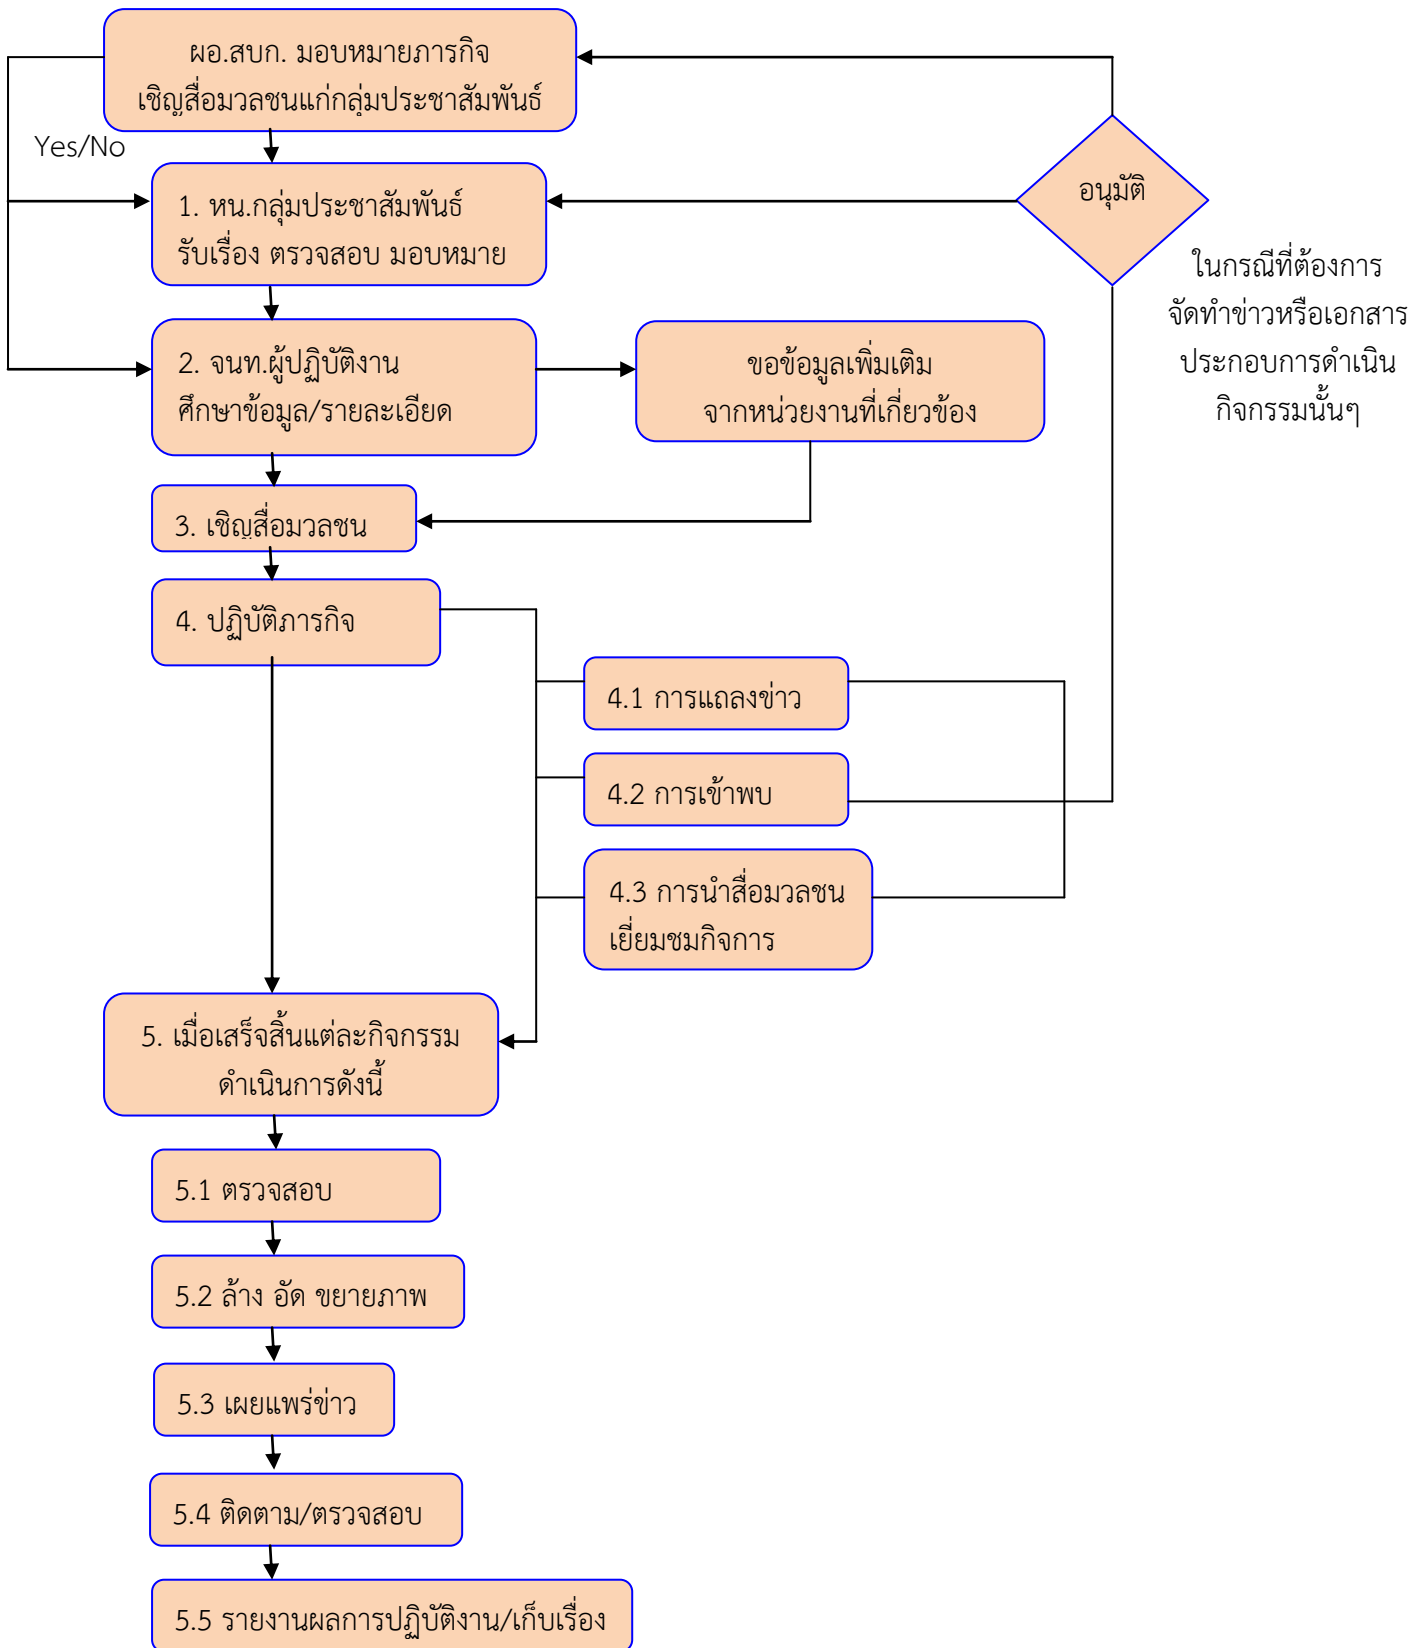 ผอ.สบก. มอบหมายภารกิจ
เชิญสื่อมวลชนแก่กลุ่มประชาสัมพันธ์
Yes/No
1. หน.กลุ่มประชาสัมพันธ์
รับเรื่อง ตรวจสอบ มอบหมาย
อนุมัติ
ในกรณีที่ต้องการ
จัดทำข่าวหรือเอกสาร
ประกอบการดำเนิน
กิจกรรมนั้นๆ
2. จนท.ผู้ปฏิบัติงาน
ศึกษาข้อมูล/รายละเอียด
ขอข้อมูลเพิ่มเติม
จากหน่วยงานที่เกี่ยวข้อง
3. เชิญสื่อมวลชน
4. ปฏิบัติภารกิจ
4.1 การแถลงข่าว
4.2 การเข้าพบ
4.3 การนำสื่อมวลชน
เยี่ยมชมกิจการ
5. เมื่อเสร็จสิ้นแต่ละกิจกรรม
ดำเนินการดังนี้
5.1 ตรวจสอบ
5.2 ล้าง อัด ขยายภาพ
5.3 เผยแพร่ข่าว
5.4 ติดตาม/ตรวจสอบ
5.5 รายงานผลการปฏิบัติงาน/เก็บเรื่อง